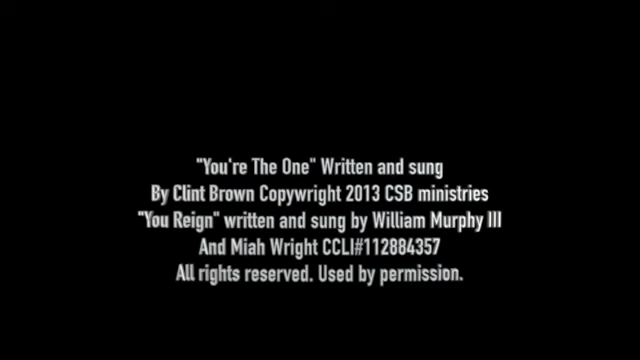 "You're The One" Written and sung
By Clint Brown Copywright 2013 CSB ministries
"You Reign" written and sung by William Murphy III
And Miah Wright CCLI#112884357
All rights reserved. Used by permission.